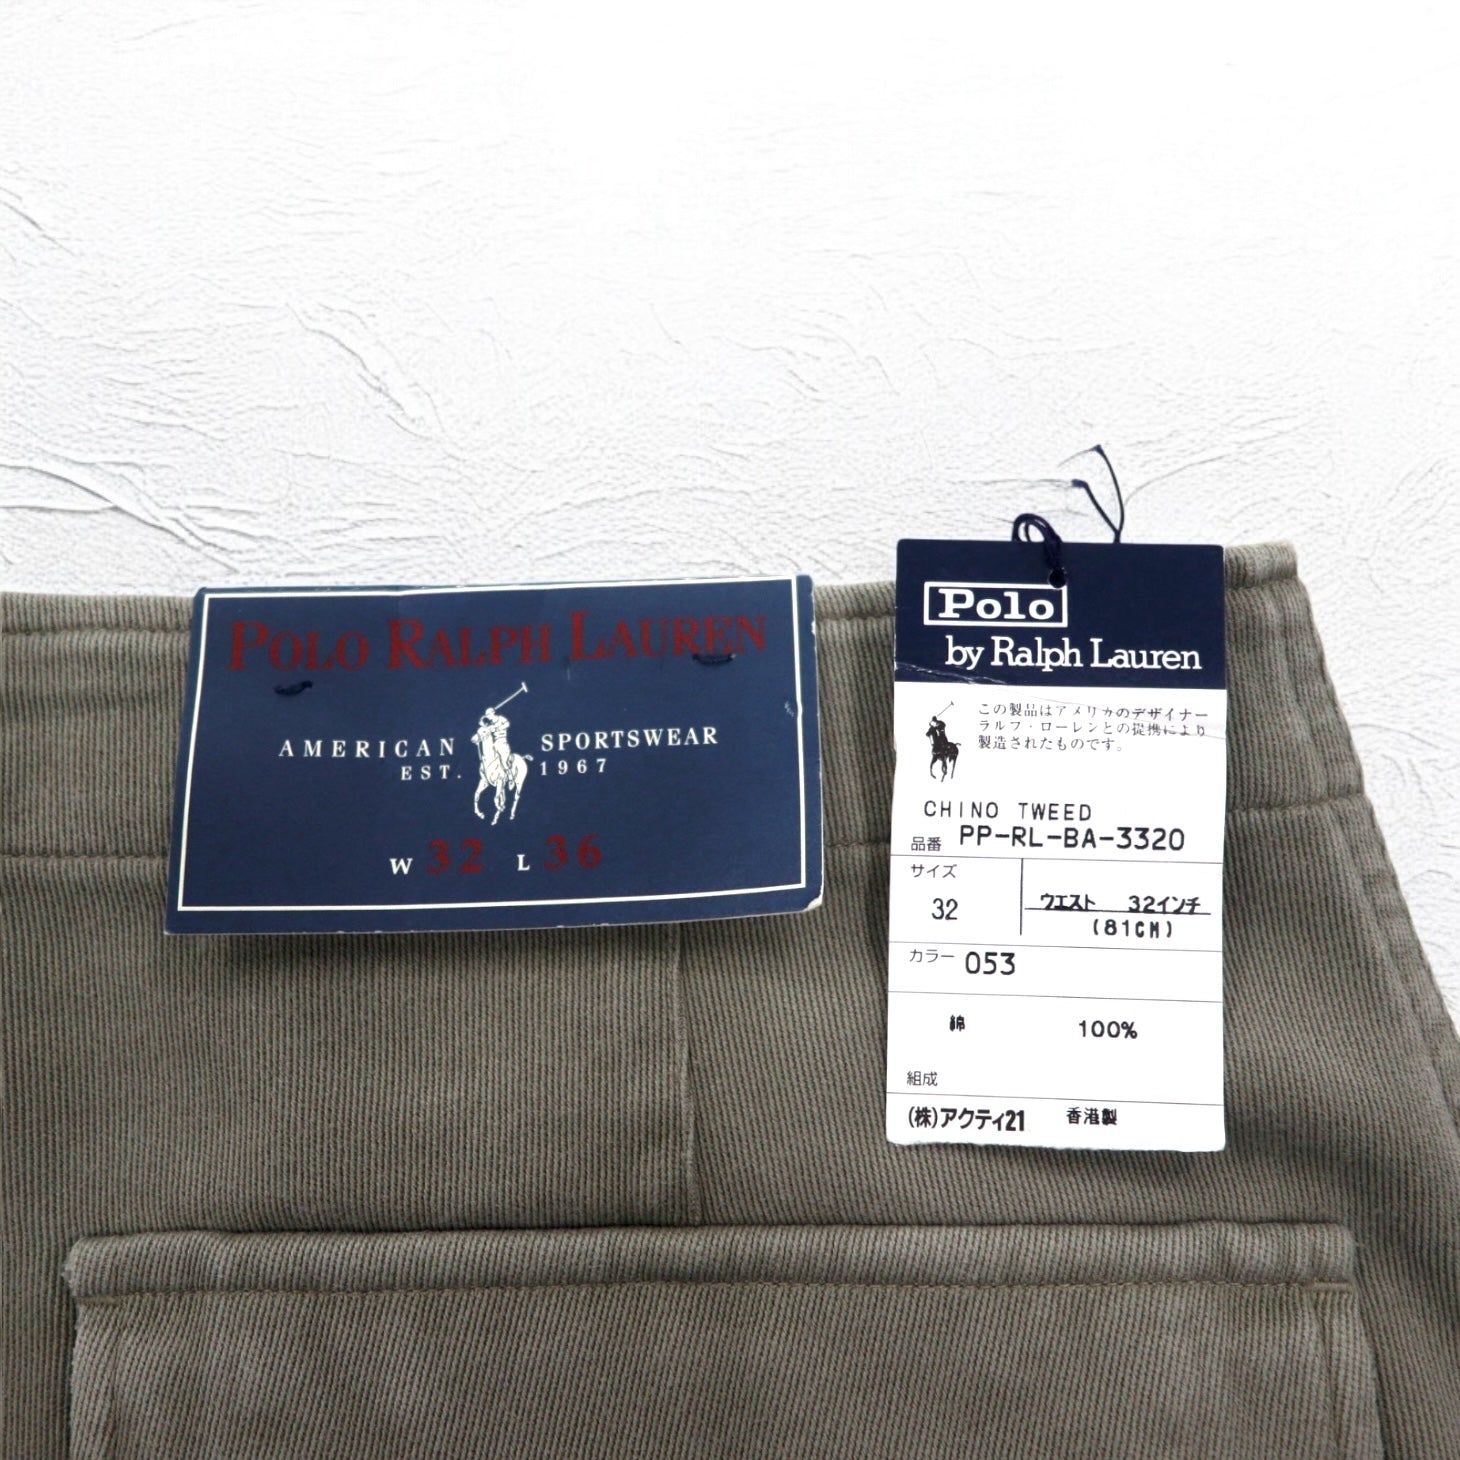 POLO RALPH LAUREN
AMERICAN SPORTSWEAR
EST. 1967
W 32 L 36
Polo
by Ralph Lauren
この製品はアメリカのデザイナー
ラルフ・ローレンとの提携により
製造されたものです。
CHINO TWEED
品番 PP-RL-BA-3320
サイズ
32 ウエスト 32インチ
(81CM)
カラー 053
綿 100%
組成
(株)アクティ21 香港製